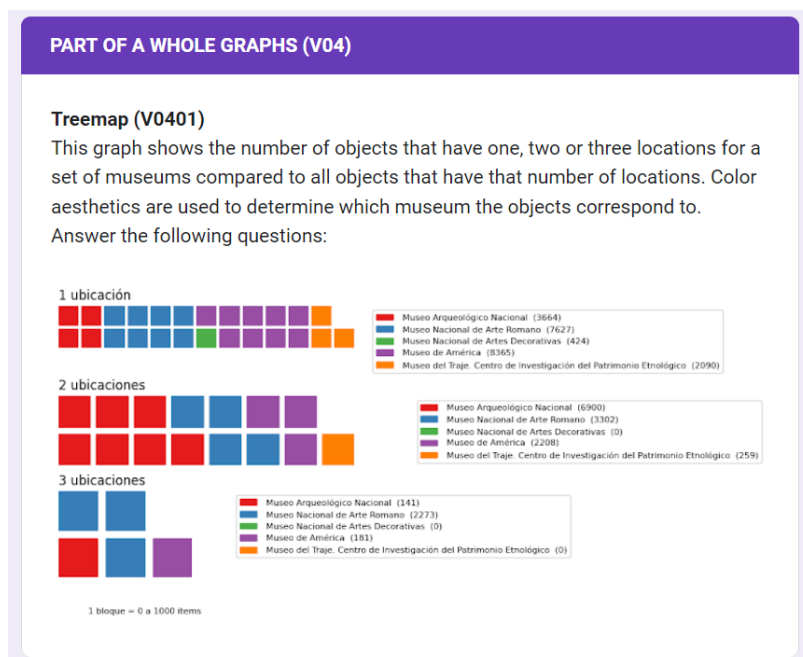 PART OF A WHOLE GRAPHS (V04)
Treemap (V0401)
This graph shows the number of objects that have one, two or three locations for a
set of museums compared to all objects that have that number of locations. Color
aesthetics are used to determine which museum the objects correspond to.
Answer the following questions:
1 ubicación
Museo Arqueológico Nacional (3664)
Museo Nacional de Arte Romano (7627)
Museo Nacional de Artes Decorativas (424)
Museo de América (8365)
Museo del Traje. Centro de Investigación del Patrimonio Etnológico (2090)
2 ubicaciones
Museo Arqueológico Nacional (6900)
Museo Nacional de Arte Romano (3302)
Museo Nacional de Artes Decorativas (0)
Museo de América (2208)
Museo del Traje. Centro de Investigación del Patrimonio Etnológico (259)
3 ubicaciones
Museo Arqueológico Nacional (141)
Museo Nacional de Arte Romano (2273)
Museo Nacional de Artes Decorativas (0)
Museo de América (181)
Museo del Traje. Centro de Investigación del Patrimonio Etnológico (0)
1 bloque = 0 a 1000 items